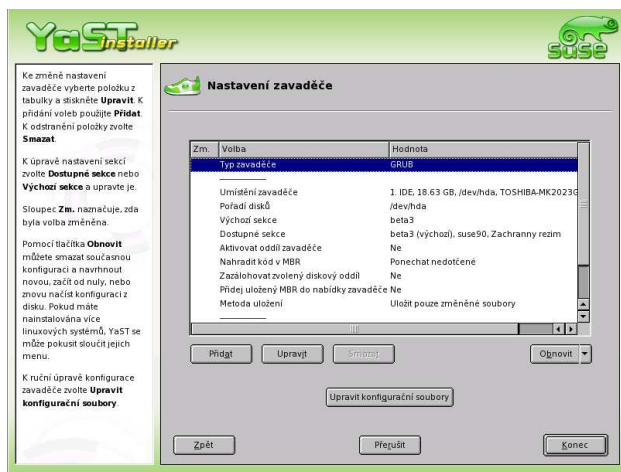 YaST installer
SUSE
Ke změně nastavení
zavaděče vyberte položku z
tabulky a stiskněte Upravit. K
přidání voleb použijte Přidat.
K odstranění položky zvolte
Smazat.
K úpravě nastavení sekcí
zvolte Dostupné sekce nebo
Výchozí sekce a upravte je.
Sloupec Zm. naznačuje, zda
byla volba změněna.
Pomocí tlačítka Obnovit
můžete smazat současnou
konfiguraci a navrhnout
novou, začít od nuly, nebo
znovu načíst konfiguraci z
disku. Pokud máte
nainstalována více
linuxových systémů, YaST se
může pokusit sloučit jejich
menu.
K ruční úpravě konfigurace
zavaděče zvolte Upravit
konfigurační soubory.
Nastavení zavaděče
Zm. Volba Hodnota
Typ zavaděče GRUB
Umístění zavaděče 1. IDE, 18.63 GB, /dev/hda, TOSHIBA-MK2023G
Pořadí disků /dev/hda
Výchozí sekce beta3
Dostupné sekce beta3 (výchozí), suse90, Zachranny rezim
Aktivovat oddíl zavaděče Ne
Nahradit kód v MBR Ponechat nedotčené
Zazálohovat zvolený diskový oddíl Ne
Přidej uložený MBR do nabídky zavaděče Ne
Metoda uložení Uložit pouze změněné soubory
Přidat Upravit Smazat Obnovit
Upravit konfigurační soubory
Zpět Přerušit Konec